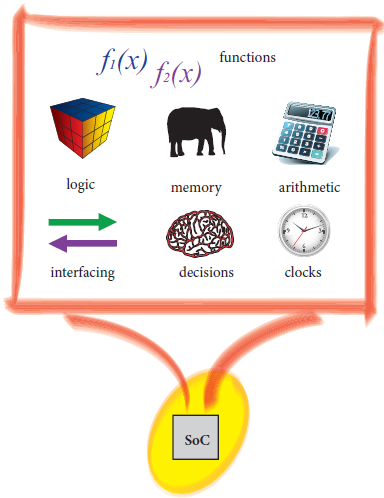 f1(x) f2(x) functions
logic memory arithmetic
interfacing decisions clocks
SoC